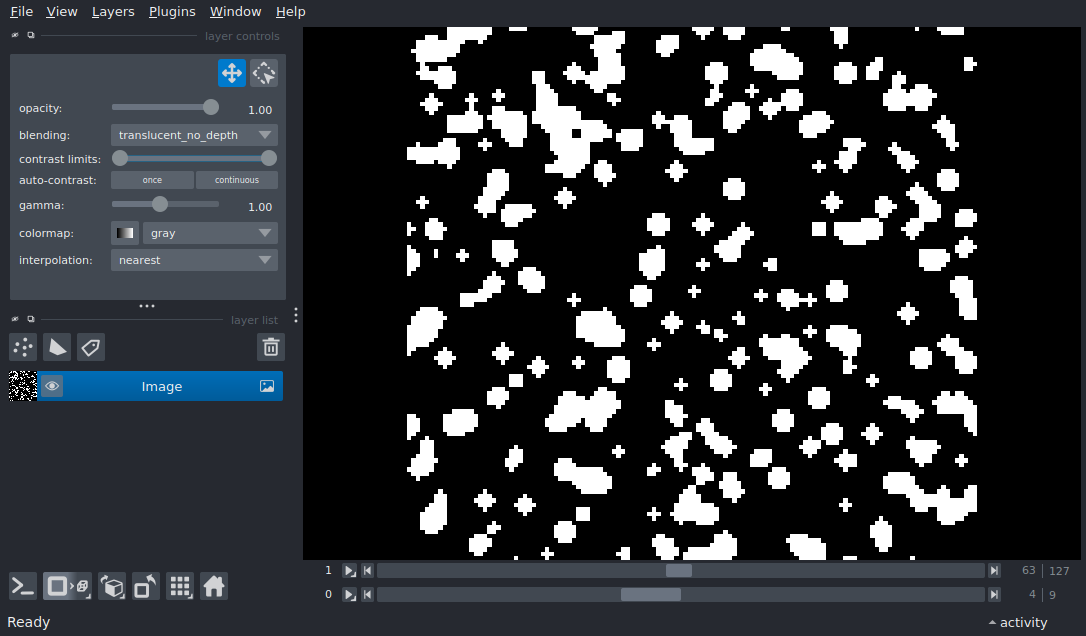 File View Layers Plugins Window Help
layer controls
opacity: 1.00
blending: translucent_no_depth
contrast limits:
auto-contrast: once continuous
gamma: 1.00
colormap: gray
interpolation: nearest
layer list
Image
1 63 127
0 4 9
Ready activity